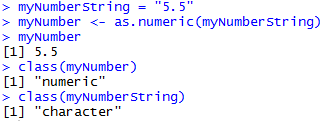 > myNumberString = "5.5"
> myNumber <- as.numeric(myNumberString)
> myNumber
[1] 5.5
> class(myNumber)
[1] "numeric"
> class(myNumberString)
[1] "character"